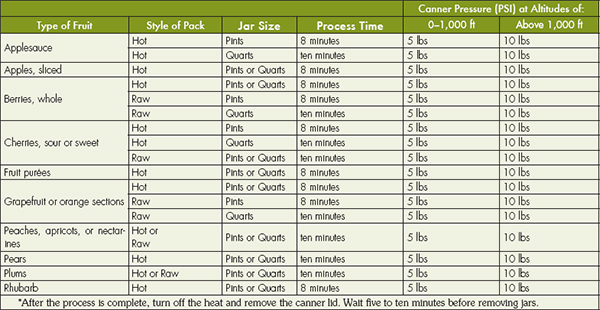 Canner Pressure (PSI) at Altitudes of:
Type of Fruit Style of Pack Jar Size Process Time 0–1,000 ft Above 1,000 ft
Applesauce Hot Pints 8 minutes 5 lbs 10 lbs
Hot Quarts ten minutes 5 lbs 10 lbs
Apples, sliced Hot Pints or Quarts 8 minutes 5 lbs 10 lbs
Berries, whole Hot Pints or Quarts 8 minutes 5 lbs 10 lbs
Raw Pints 8 minutes 5 lbs 10 lbs
Raw Quarts ten minutes 5 lbs 10 lbs
Cherries, sour or sweet Hot Pints 8 minutes 5 lbs 10 lbs
Hot Quarts ten minutes 5 lbs 10 lbs
Raw Pints or Quarts ten minutes 5 lbs 10 lbs
Fruit purées Hot Pints or Quarts 8 minutes 5 lbs 10 lbs
Grapefruit or orange sections Hot Pints or Quarts 8 minutes 5 lbs 10 lbs
Raw Pints 8 minutes 5 lbs 10 lbs
Raw Quarts ten minutes 5 lbs 10 lbs
Peaches, apricots, or nectar-
ines Hot or
Raw Pints or Quarts ten minutes 5 lbs 10 lbs
Pears Hot Pints or Quarts ten minutes 5 lbs 10 lbs
Plums Hot or Raw Pints or Quarts ten minutes 5 lbs 10 lbs
Rhubarb Hot Pints or Quarts 8 minutes 5 lbs 10 lbs
*After the process is complete, turn off the heat and remove the canner lid. Wait five to ten minutes before removing jars.